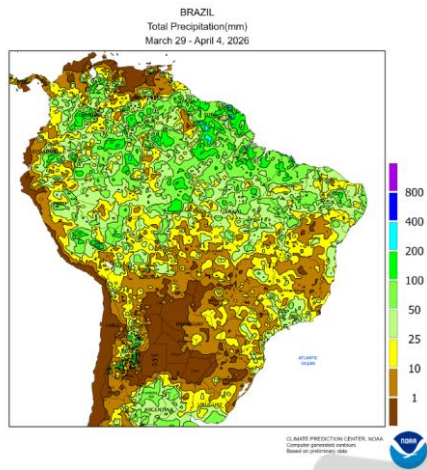 BRAZIL
Total Precipitation(mm)
March 29 - April 4, 2026
800
400
200
100
50
25
10
1
ATLANTIC
OCEAN
ARGENTINA
CLIMATE PREDICTION CENTER, NOAA
Computer generated contours
Based on preliminary data
NOAA